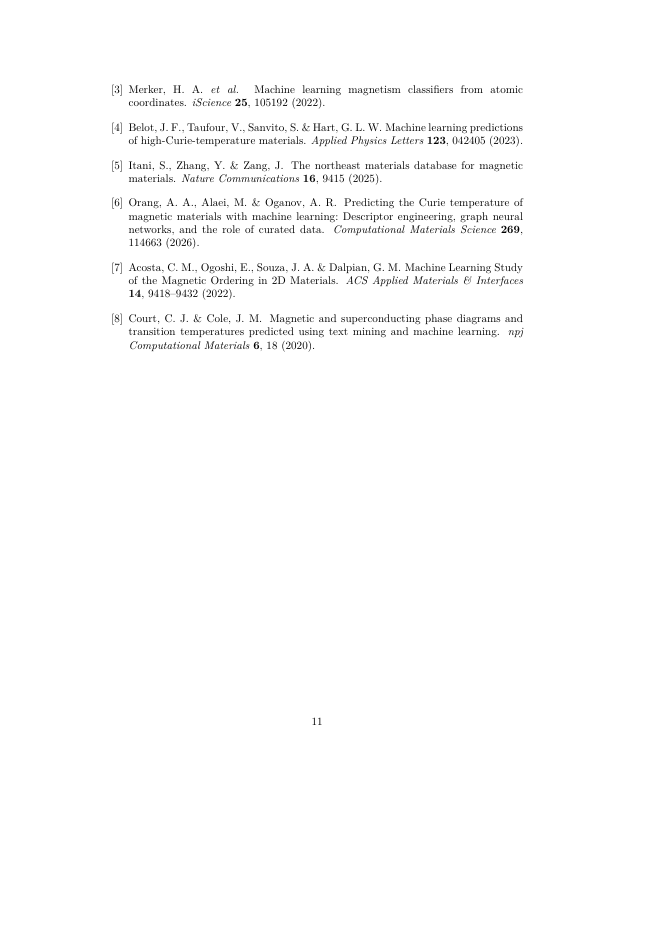 [3] Merker, H. A. et al. Machine learning magnetism classifiers from atomic
coordinates. iScience 25, 105192 (2022).
[4] Belot, J. F., Taufour, V., Sanvito, S. & Hart, G. L. W. Machine learning predictions
of high-Curie-temperature materials. Applied Physics Letters 123, 042405 (2023).
[5] Itani, S., Zhang, Y. & Zang, J. The northeast materials database for magnetic
materials. Nature Communications 16, 9415 (2025).
[6] Orang, A. A., Alaei, M. & Oganov, A. R. Predicting the Curie temperature of
magnetic materials with machine learning: Descriptor engineering, graph neural
networks, and the role of curated data. Computational Materials Science 269,
114663 (2026).
[7] Acosta, C. M., Ogoshi, E., Souza, J. A. & Dalpian, G. M. Machine Learning Study
of the Magnetic Ordering in 2D Materials. ACS Applied Materials & Interfaces
14, 9418–9432 (2022).
[8] Court, C. J. & Cole, J. M. Magnetic and superconducting phase diagrams and
transition temperatures predicted using text mining and machine learning. npj
Computational Materials 6, 18 (2020).
11